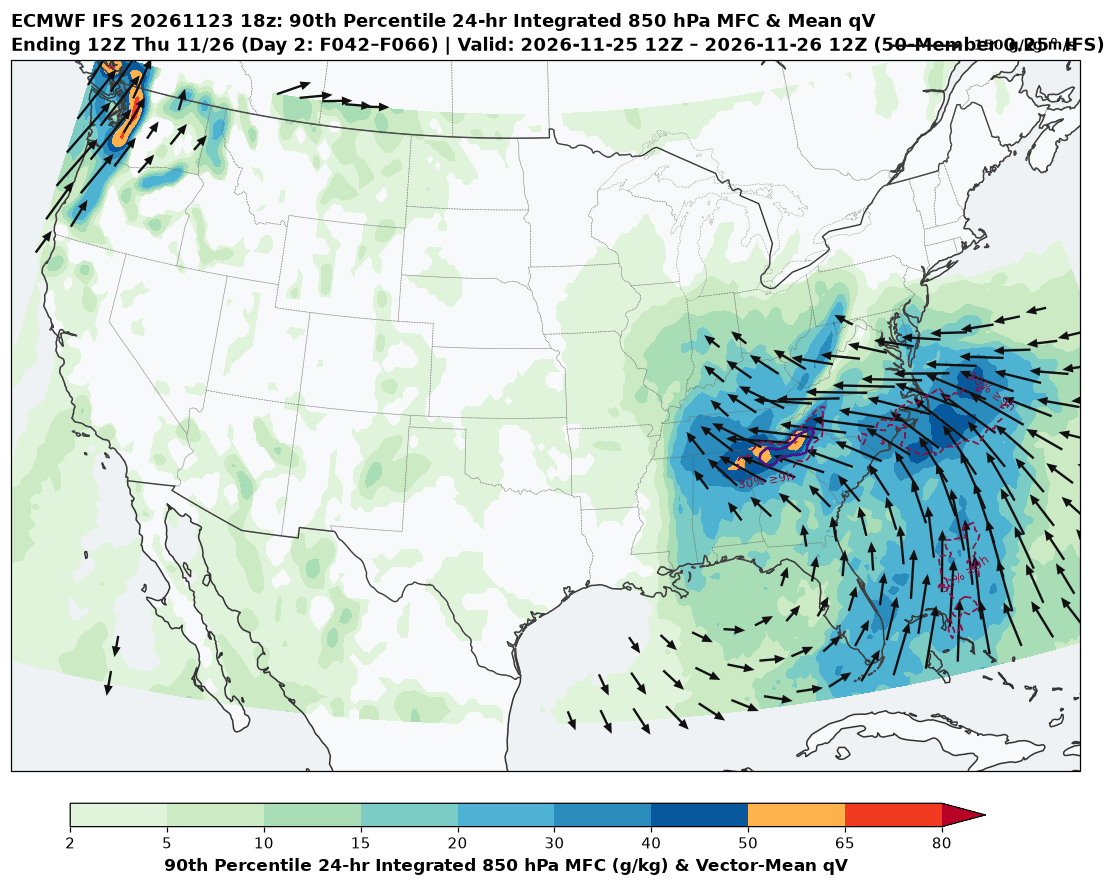 ECMWF IFS 20261123 18z: 90th Percentile 24-hr Integrated 850 hPa MFC & Mean qV
Ending 12Z Thu 11/26 (Day 2: F042–F066) | Valid: 2026-11-25 12Z – 2026-11-26 12Z (50-Member 0.25° IFS)
30% ≥9h
2 5 10 15 20 30 40 50 65 80
90th Percentile 24-hr Integrated 850 hPa MFC (g/kg) & Vector-Mean qV